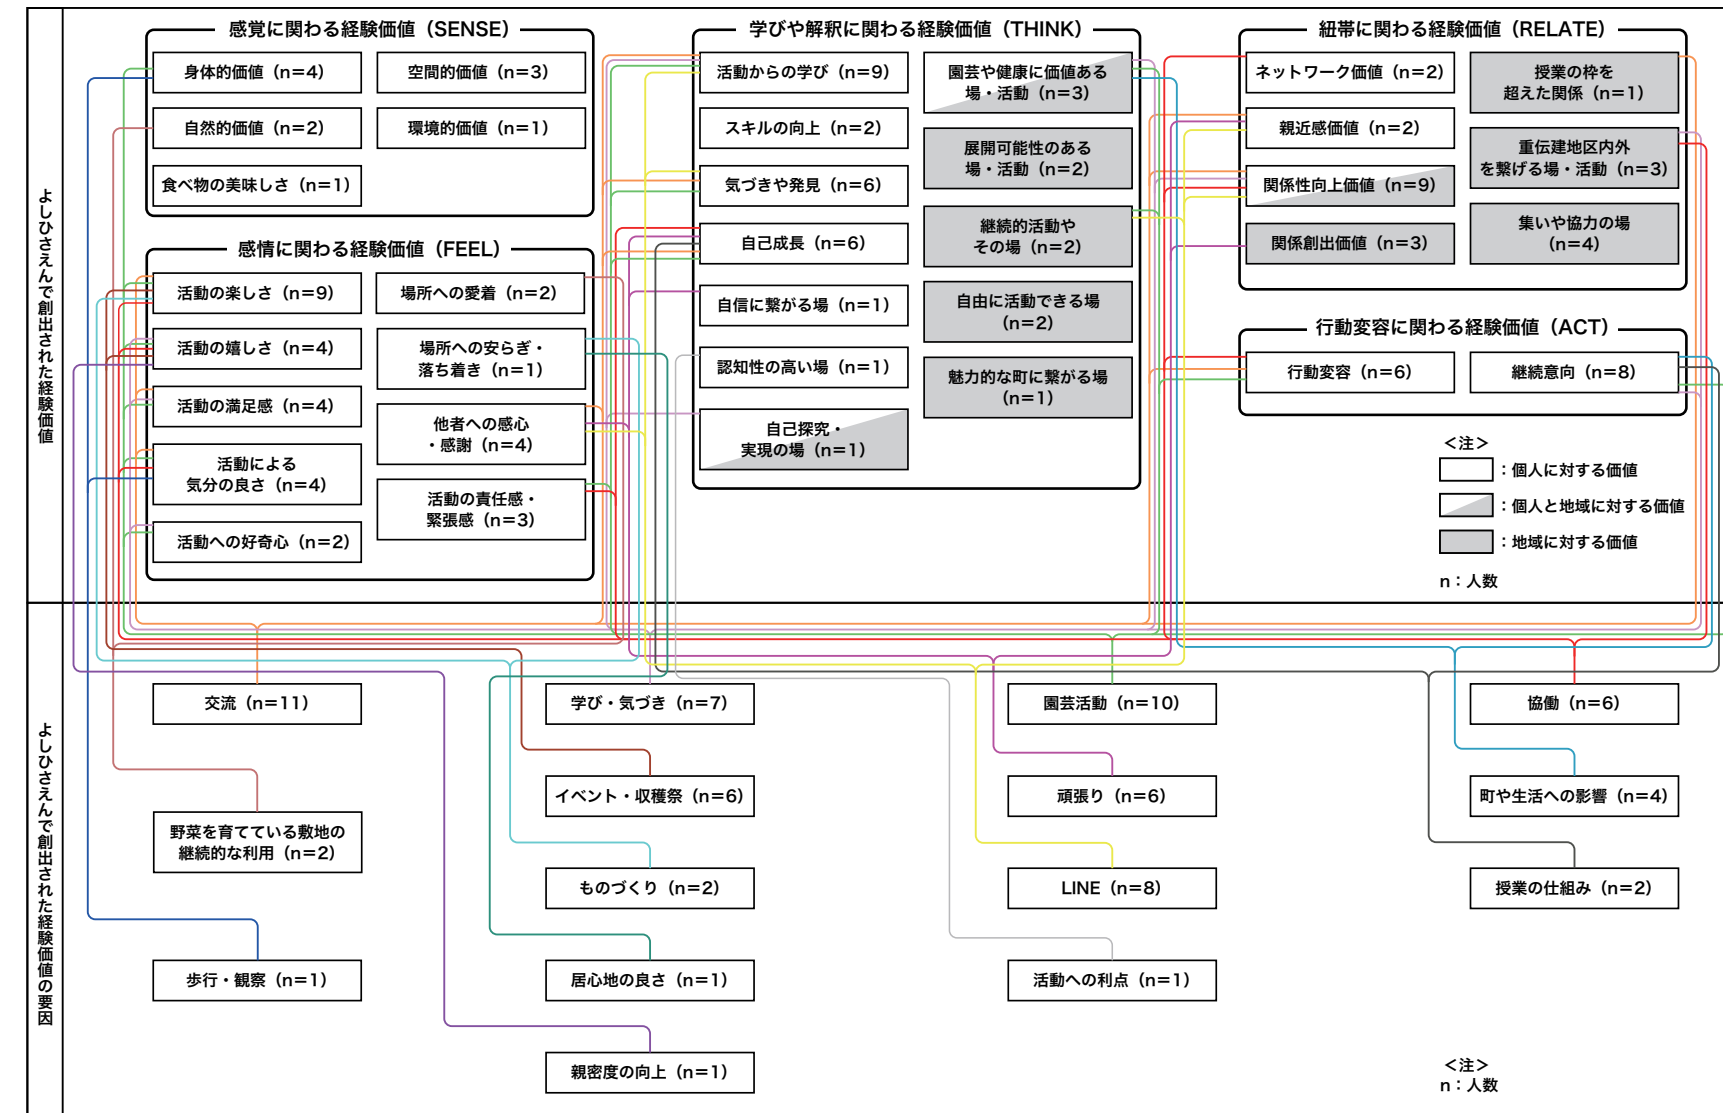 よしひさえんで創出された経験価値
感覚に関わる経験価値（SENSE）
身体的価値（n＝4）
空間的価値（n＝3）
自然的価値（n＝2）
環境的価値（n＝1）
食べ物の美味しさ（n＝1）
感情に関わる経験価値（FEEL）
活動の楽しさ（n＝9）
場所への愛着（n＝2）
活動の嬉しさ（n＝4）
場所への安らぎ・
落ち着き（n＝1）
活動の満足感（n＝4）
他者への感心
・感謝（n＝4）
活動による
気分の良さ（n＝4）
活動の責任感・
緊張感（n＝3）
活動への好奇心（n＝2）
学びや解釈に関わる経験価値（THINK）
活動からの学び（n＝9）
園芸や健康に価値ある
場・活動（n＝3）
スキルの向上（n＝2）
展開可能性のある
場・活動（n＝2）
気づきや発見（n＝6）
継続的活動や
その場（n＝2）
自己成長（n＝6）
自信に繋がる場（n＝1）
自由に活動できる場
（n＝2）
認知性の高い場（n＝1）
魅力的な町に繋がる場
（n＝1）
自己探究・
実現の場（n＝1）
紐帯に関わる経験価値（RELATE）
ネットワーク価値（n＝2）
授業の枠を
超えた関係（n＝1）
親近感価値（n＝2）
重伝建地区内外
を繋げる場・活動（n＝3）
関係性向上価値（n＝9）
関係創出価値（n＝3）
集いや協力の場
（n＝4）
行動変容に関わる経験価値（ACT）
行動変容（n＝6）
継続意向（n＝8）
＜注＞
：個人に対する価値
：個人と地域に対する価値
：地域に対する価値
n：人数
よしひさえんで創出された経験価値の要因
交流（n＝11）
学び・気づき（n＝7）
園芸活動（n＝10）
協働（n＝6）
イベント・収穫祭（n＝6）
頑張り（n＝6）
町や生活への影響（n＝4）
野菜を育てている敷地の
継続的な利用（n＝2）
ものづくり（n＝2）
LINE（n＝8）
授業の仕組み（n＝2）
歩行・観察（n＝1）
居心地の良さ（n＝1）
活動への利点（n＝1）
親密度の向上（n＝1）
＜注＞
n：人数